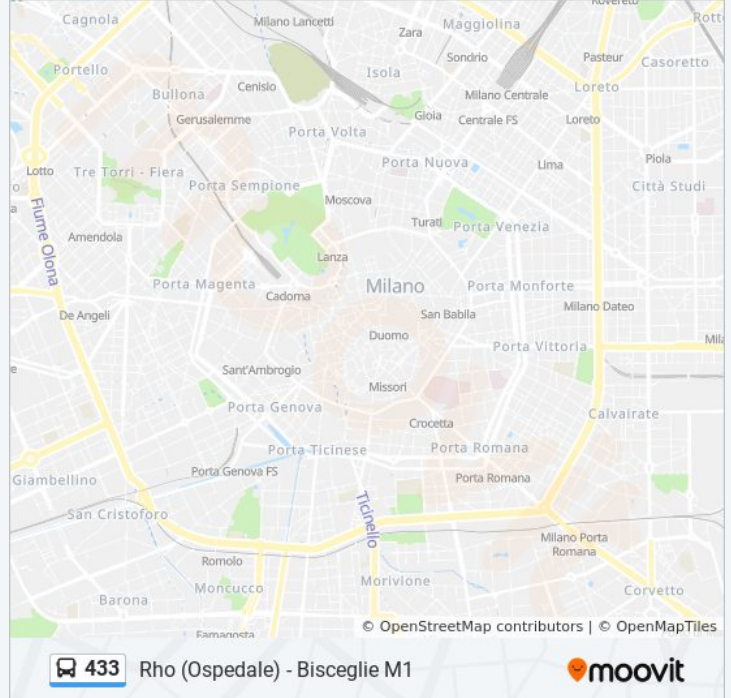 Rovereto
Cagnola
Milano Lancetti
Maggiolina
Zara
Rott
Sondrio
Pasteur
Casoretto
Portello
Isola
Cenisio
Loreto
Bullona
Milano Centrale
Gerusalemme
Gioia
Centrale FS
Loreto
Porta Volta
Lotto
Tre Torri - Fiera
Porta Nuova
Lima
Piola
o
Porta Sempione
Città Studi
a
Moscova
Turati
Porta Venezia
Fiume Olona
Amendola
Lanza
Porta Magenta
Milano
Porta Monforte
Cadorna
De Angeli
San Babila
Milano Dateo
Duomo
Porta Vittoria
Mila
e
Sant'Ambrogio
Missori
Porta Genova
Calvairate
Crocetta
Porta Ticinese
Porta Romana
Giambellino
Porta Genova FS
Porta Romana
San Cristoforo
Ticinello
Milano Porta
Romana
Romolo
Morivione
Moncucco
Corvetto
Barona
Famagosta
© OpenStreetMap contributors | © OpenMapTiles
433 Rho (Ospedale) - Bisceglie M1
moovit